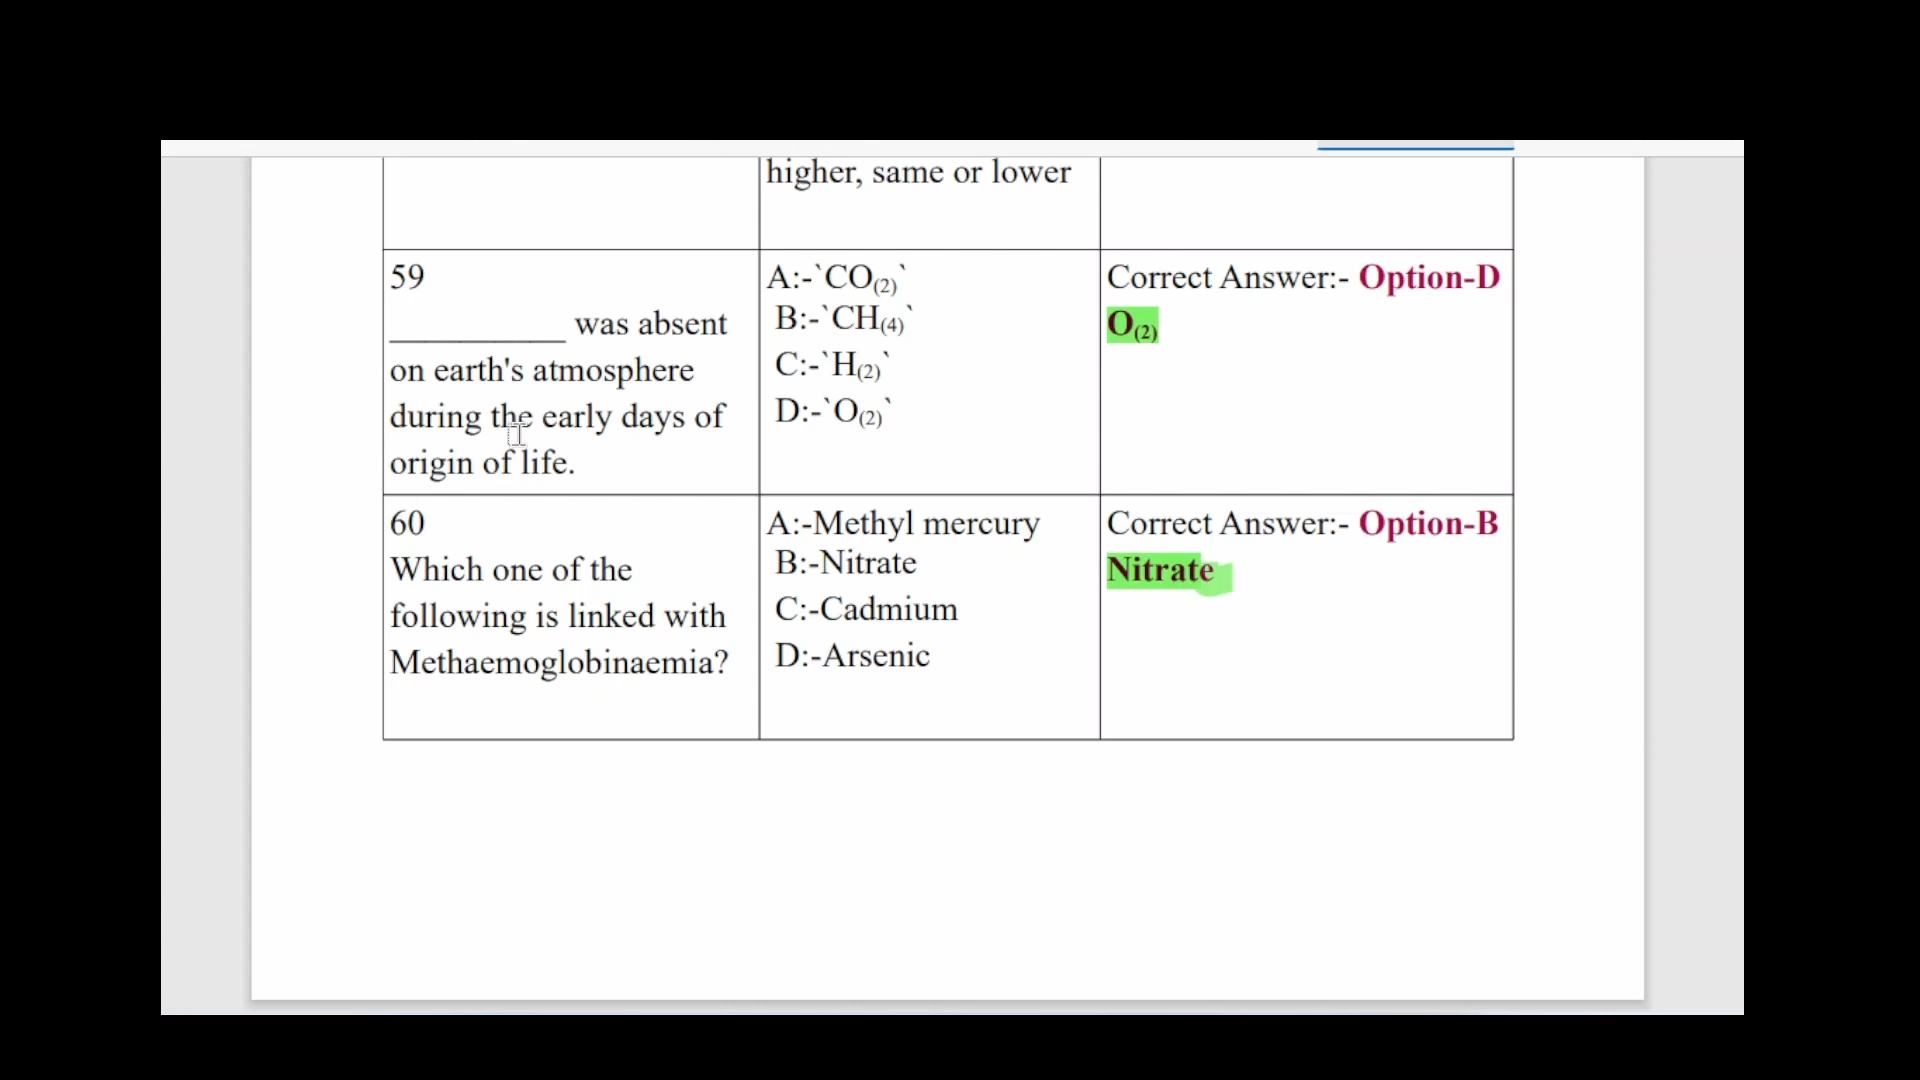 higher, same or lower
59
__________ was absent
on earth's atmosphere
during the early days of
origin of life.
A:-`CO(2)`
B:-`CH(4)`
C:-`H(2)`
D:-`O(2)`
Correct Answer:- Option-D
O(2)
60
Which one of the
following is linked with
Methaemoglobinaemia?
A:-Methyl mercury
B:-Nitrate
C:-Cadmium
D:-Arsenic
Correct Answer:- Option-B
Nitrate